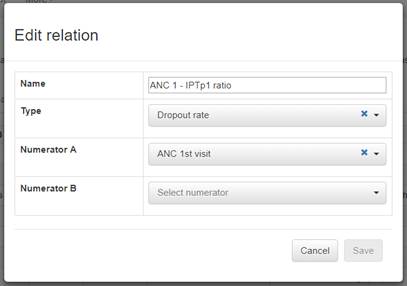 Edit relation
Name ANC 1 - IPTp1 ratio
Type Dropout rate
Numerator A ANC 1st visit
Numerator B Select numerator
Cancel Save